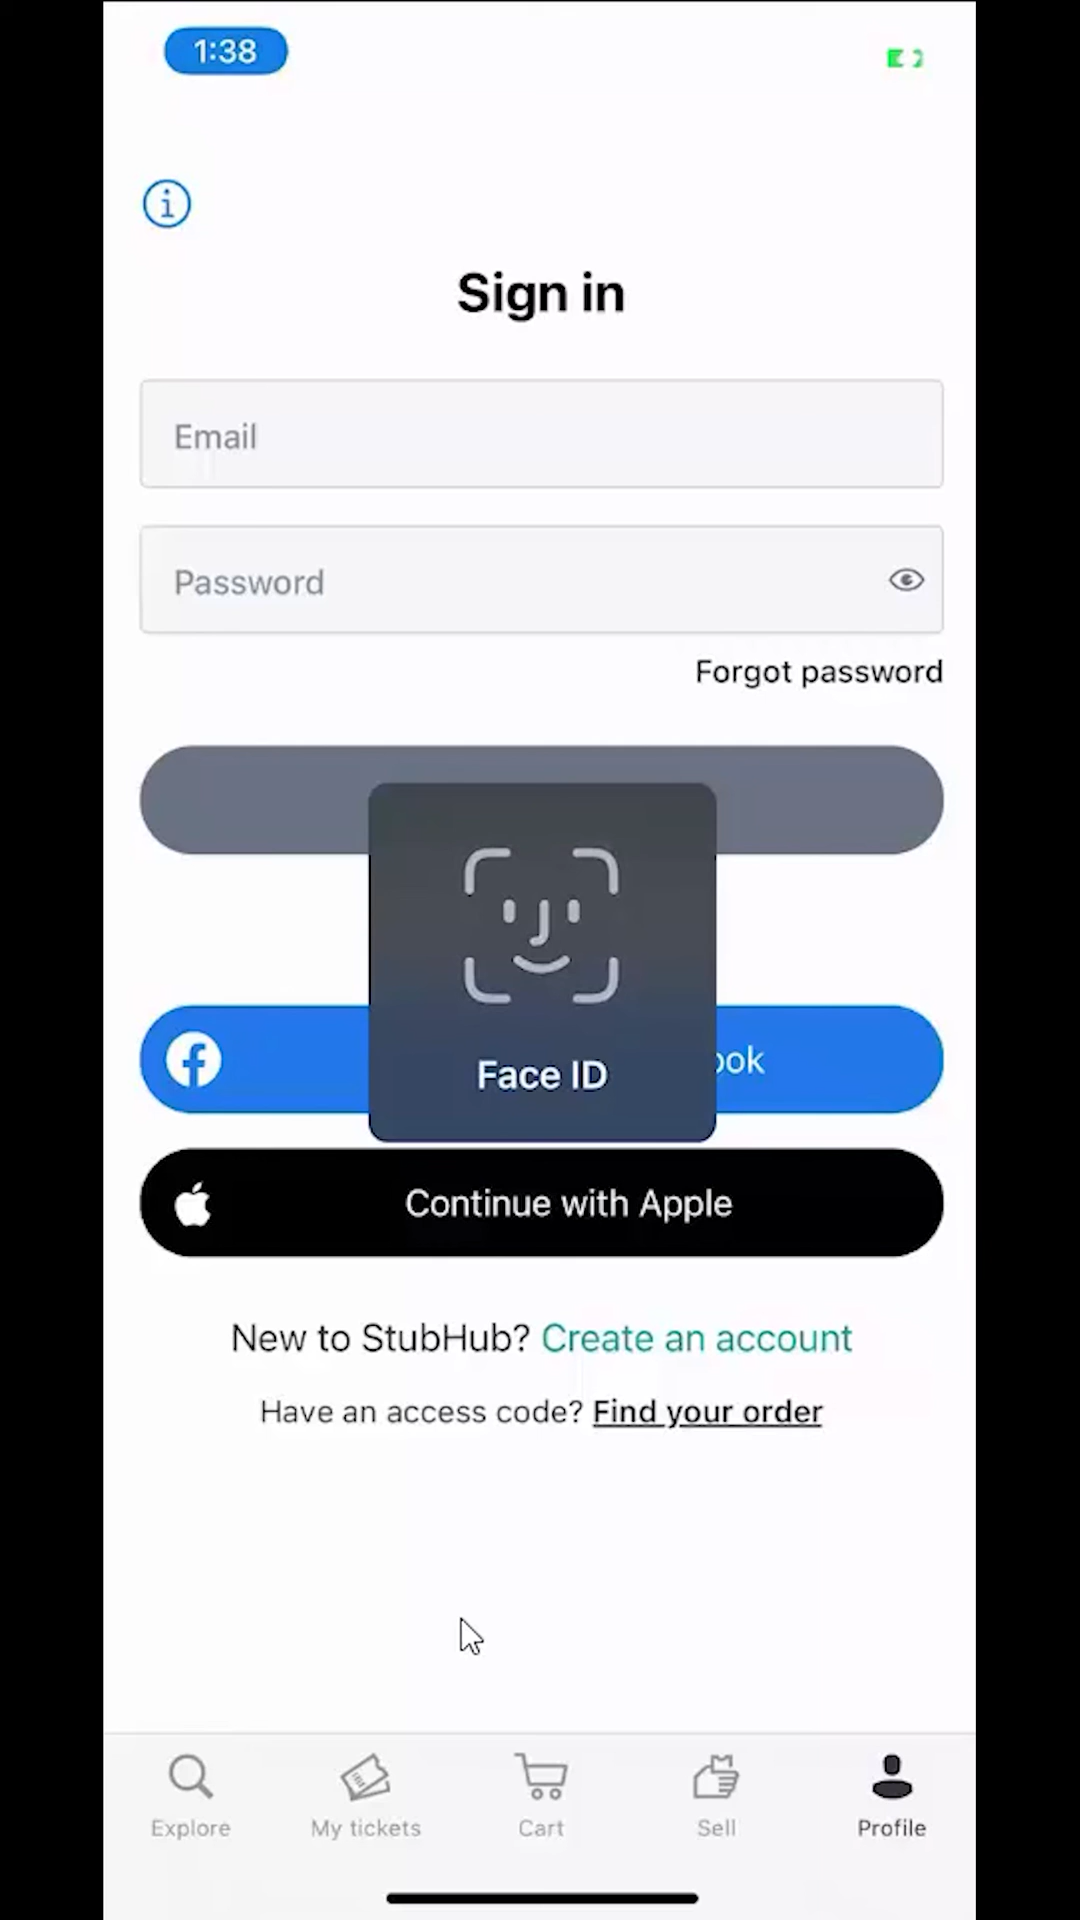 1:38
Sign in
Email
Password
Forgot password
Face ID
ook
Continue with Apple
New to StubHub? Create an account
Have an access code? Find your order
Explore
My tickets
Cart
Sell
Profile